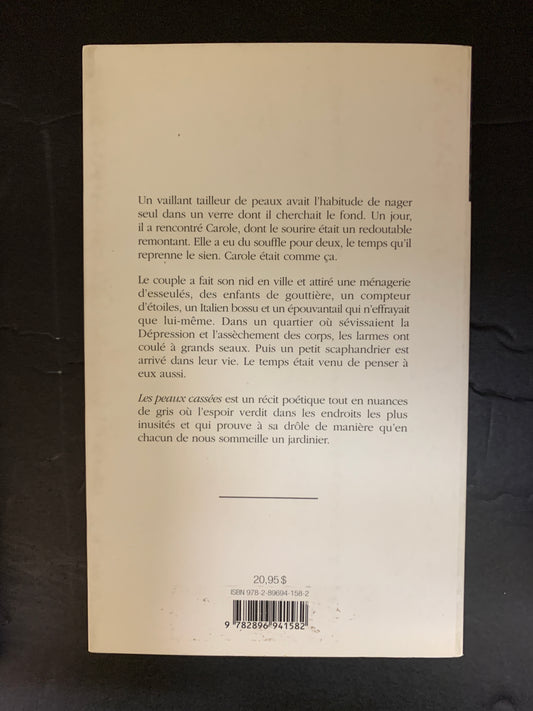 Un vaillant tailleur de peaux avait l'habitude de nager
seul dans un verre dont il cherchait le fond. Un jour,
il a rencontré Carole, dont le sourire était un redoutable
remontant. Elle a eu du souffle pour deux, le temps qu'il
reprenne le sien. Carole était comme ça.
Le couple a fait son nid en ville et attiré une ménagerie
d'esseulés, des enfants de gouttière, un compteur
d'étoiles, un Italien bossu et un épouvantail qui n'effrayait
que lui-même. Dans un quartier où sévissaient la
Dépression et l'assèchement des corps, les larmes ont
coulé à grands seaux. Puis un petit scaphandrier est
arrivé dans leur vie. Le temps était venu de penser à
eux aussi.
Les peaux cassées est un récit poétique tout en nuances
de gris où l'espoir verdit dans les endroits les plus
inusités et qui prouve à sa drôle de manière qu'en
chacun de nous sommeille un jardinier.
20,95 $
ISBN 978-2-89694-158-2
9 782896 941582